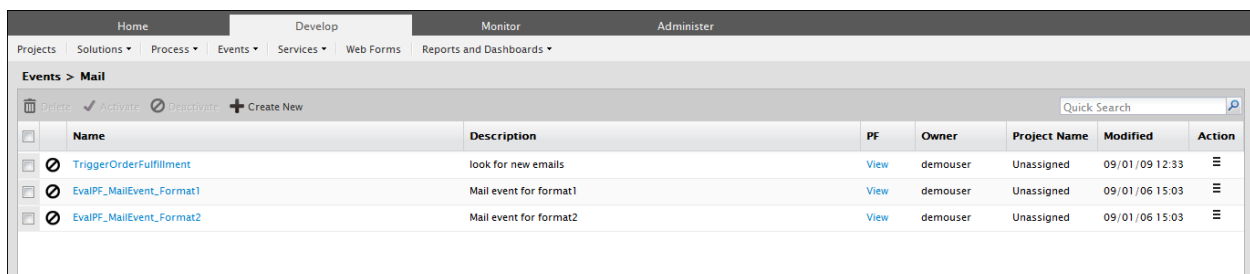 Home Develop Monitor Administer
Projects Solutions Process Events Services Web Forms Reports and Dashboards
Events > Mail
Delete Activate Deactivate Create New Quick Search
Name Description PF Owner Project Name Modified Action
TriggerOrderFulfillment look for new emails View demouser Unassigned 09/01/09 12:33
EvalPF_MailEvent_Format1 Mail event for format1 View demouser Unassigned 09/01/06 15:03
EvalPF_MailEvent_Format2 Mail event for format2 View demouser Unassigned 09/01/06 15:03